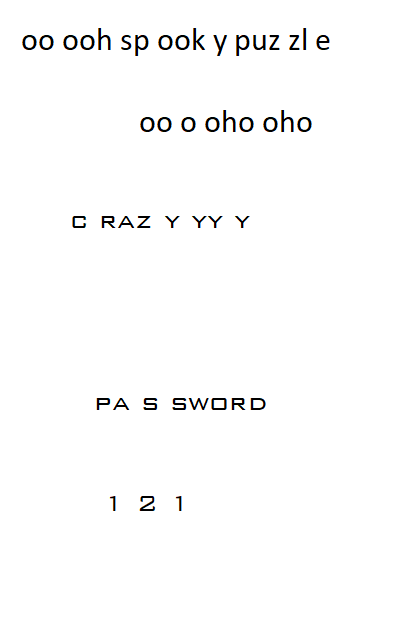 oo ooh sp ook y puz zl e
oo o oho oho
C RAZ Y YY Y
PA S SWORD
1 2 1